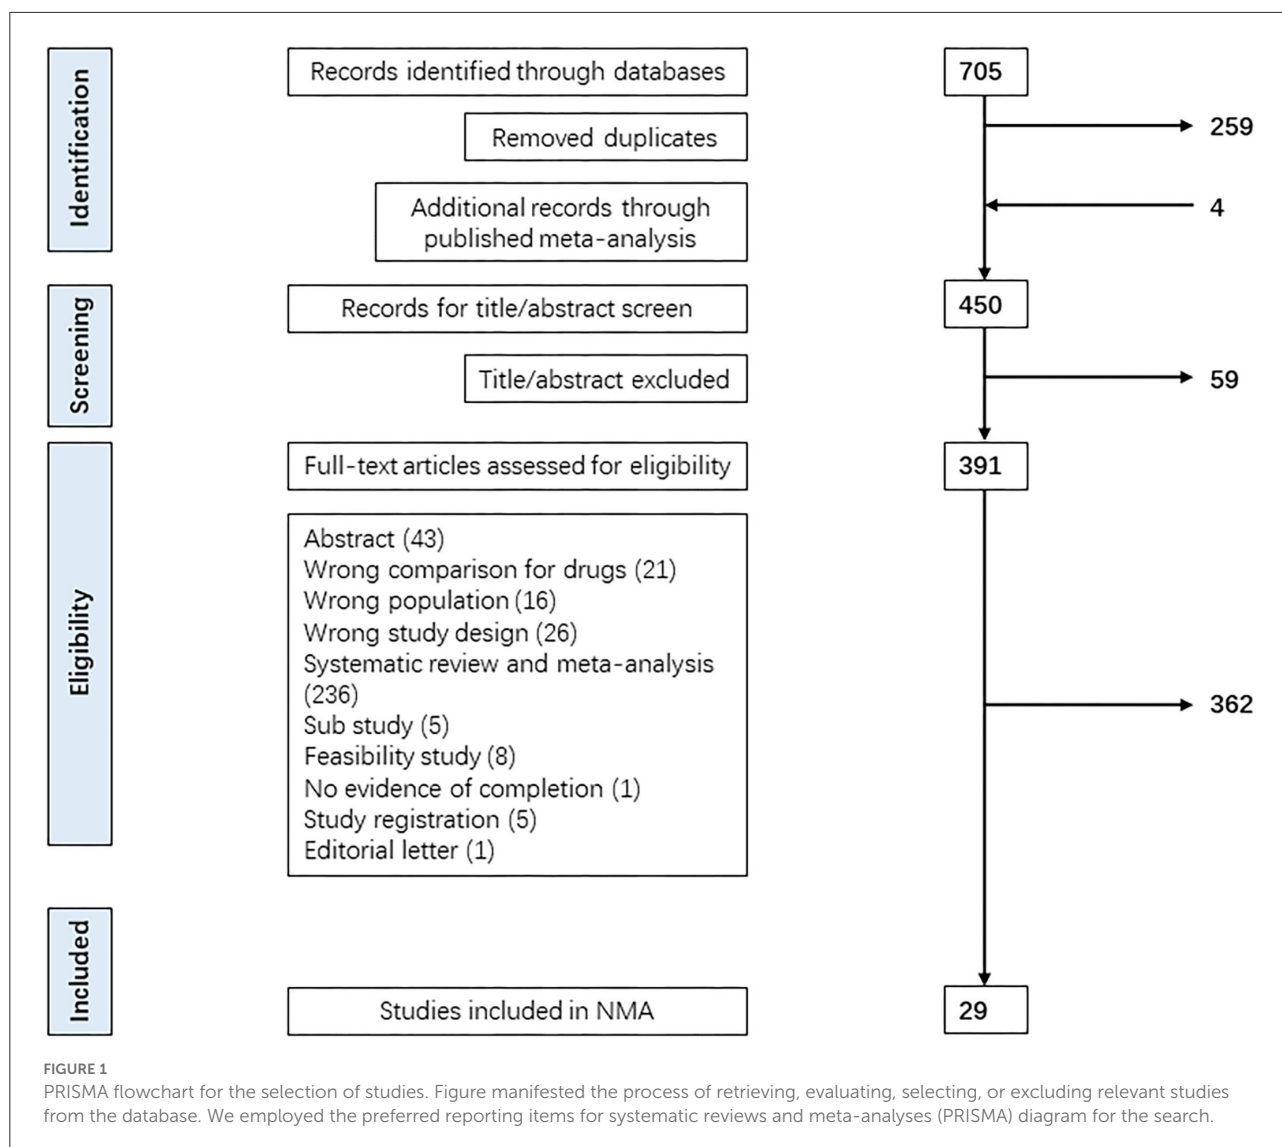 Identification
Records identified through databases
705
Removed duplicates
259
Additional records through
published meta-analysis
4
Screening
Records for title/abstract screen
450
Title/abstract excluded
59
Eligibility
Full-text articles assessed for eligibility
391
Abstract (43)
Wrong comparison for drugs (21)
Wrong population (16)
Wrong study design (26)
Systematic review and meta-analysis
(236)
Sub study (5)
Feasibility study (8)
No evidence of completion (1)
Study registration (5)
Editorial letter (1)
362
Included
Studies included in NMA
29
FIGURE 1
PRISMA flowchart for the selection of studies. Figure manifested the process of retrieving, evaluating, selecting, or excluding relevant studies
from the database. We employed the preferred reporting items for systematic reviews and meta-analyses (PRISMA) diagram for the search.